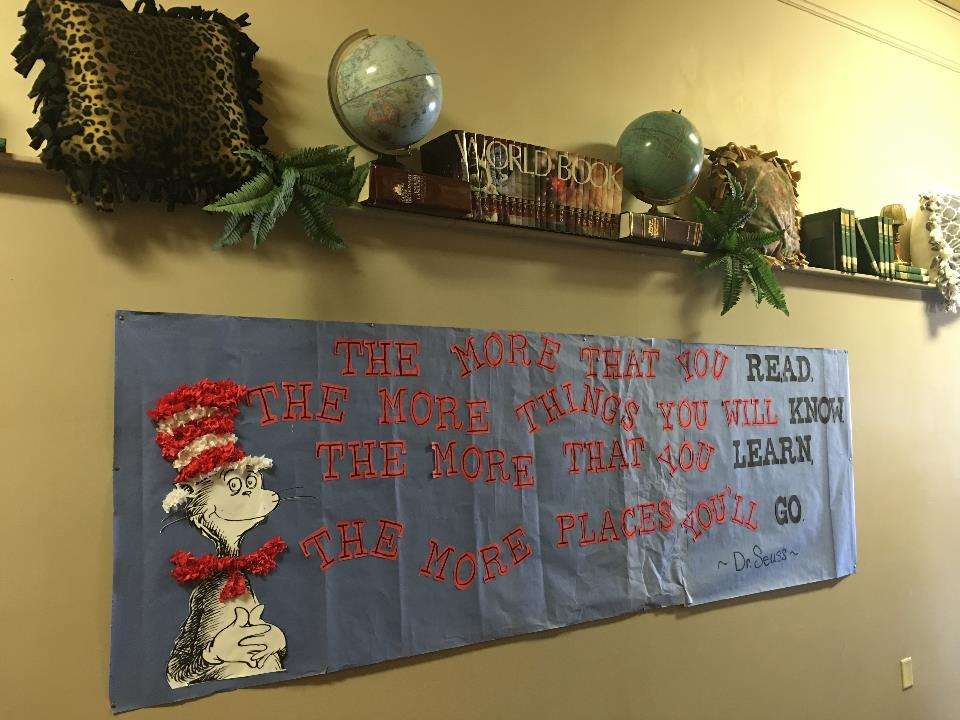 WORLD BOOK
THE MORE THAT YOU READ,
THE MORE THINGS YOU WILL KNOW
THE MORE THAT YOU LEARN,
THE MORE PLACES YOU'LL GO.
~ Dr. Seuss ~